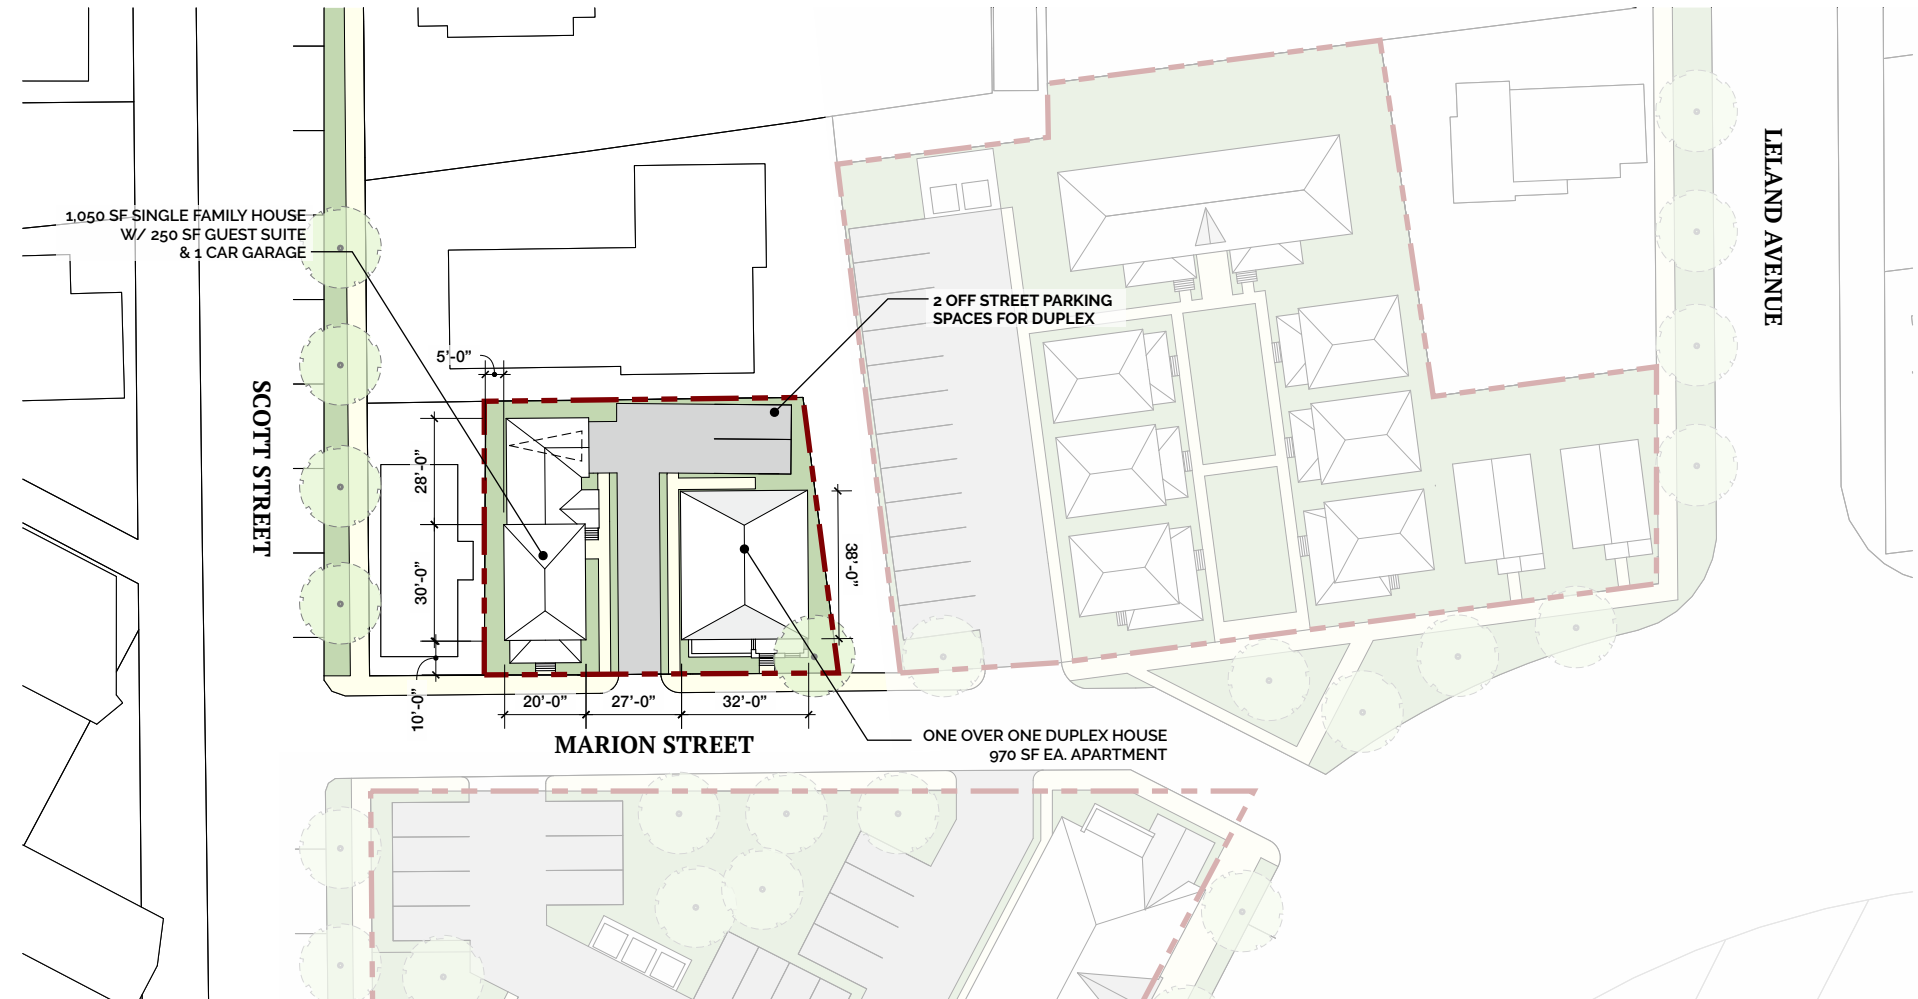 1,050 SF SINGLE FAMILY HOUSE
W/ 250 SF GUEST SUITE
& 1 CAR GARAGE
2 OFF STREET PARKING
SPACES FOR DUPLEX
LELAND AVENUE
SCOTT STREET
5'-0"
28'-0"
30'-0"
10'-0"
38'-0"
20'-0"
27'-0"
32'-0"
MARION STREET
ONE OVER ONE DUPLEX HOUSE
970 SF EA. APARTMENT